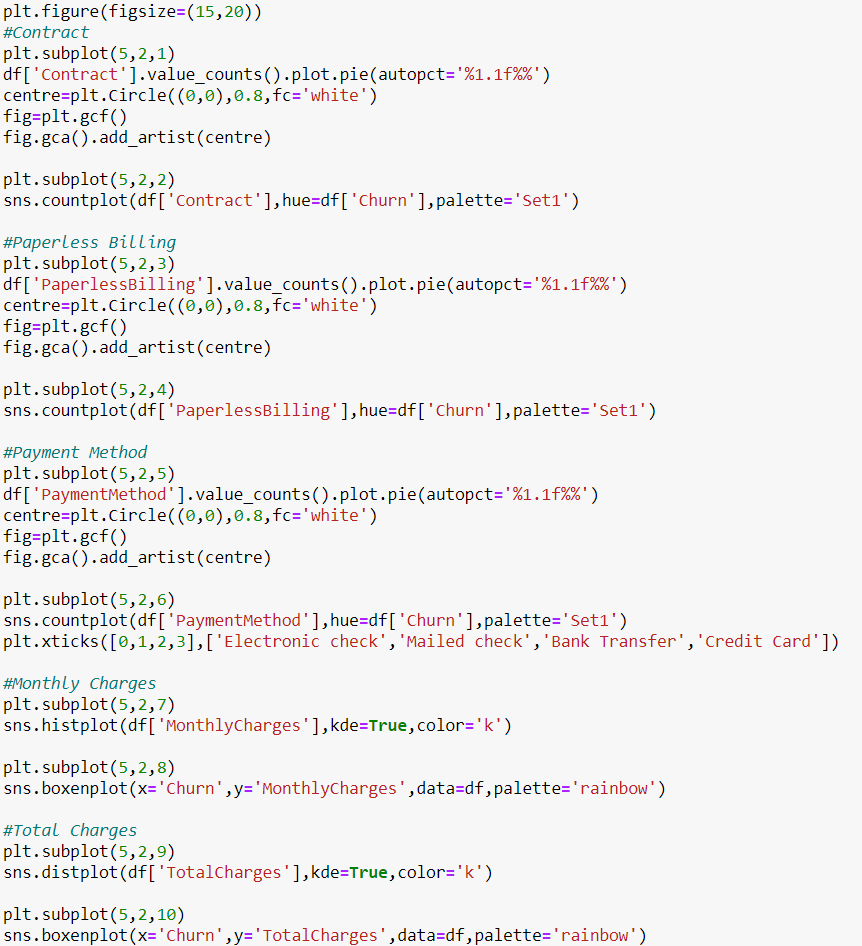 plt.figure(figsize=(15,20))
#Contract
plt.subplot(5,2,1)
df['Contract'].value_counts().plot.pie(autopct='%1.1f%%')
centre=plt.Circle((0,0),0.8,fc='white')
fig=plt.gcf()
fig.gca().add_artist(centre)

plt.subplot(5,2,2)
sns.countplot(df['Contract'],hue=df['Churn'],palette='Set1')

#Paperless Billing
plt.subplot(5,2,3)
df['PaperlessBilling'].value_counts().plot.pie(autopct='%1.1f%%')
centre=plt.Circle((0,0),0.8,fc='white')
fig=plt.gcf()
fig.gca().add_artist(centre)

plt.subplot(5,2,4)
sns.countplot(df['PaperlessBilling'],hue=df['Churn'],palette='Set1')

#Payment Method
plt.subplot(5,2,5)
df['PaymentMethod'].value_counts().plot.pie(autopct='%1.1f%%')
centre=plt.Circle((0,0),0.8,fc='white')
fig=plt.gcf()
fig.gca().add_artist(centre)

plt.subplot(5,2,6)
sns.countplot(df['PaymentMethod'],hue=df['Churn'],palette='Set1')
plt.xticks([0,1,2,3],['Electronic check','Mailed check','Bank Transfer','Credit Card'])

#Monthly Charges
plt.subplot(5,2,7)
sns.histplot(df['MonthlyCharges'],kde=True,color='k')

plt.subplot(5,2,8)
sns.boxenplot(x='Churn',y='MonthlyCharges',data=df,palette='rainbow')

#Total Charges
plt.subplot(5,2,9)
sns.distplot(df['TotalCharges'],kde=True,color='k')

plt.subplot(5,2,10)
sns.boxenplot(x='Churn',y='TotalCharges',data=df,palette='rainbow')